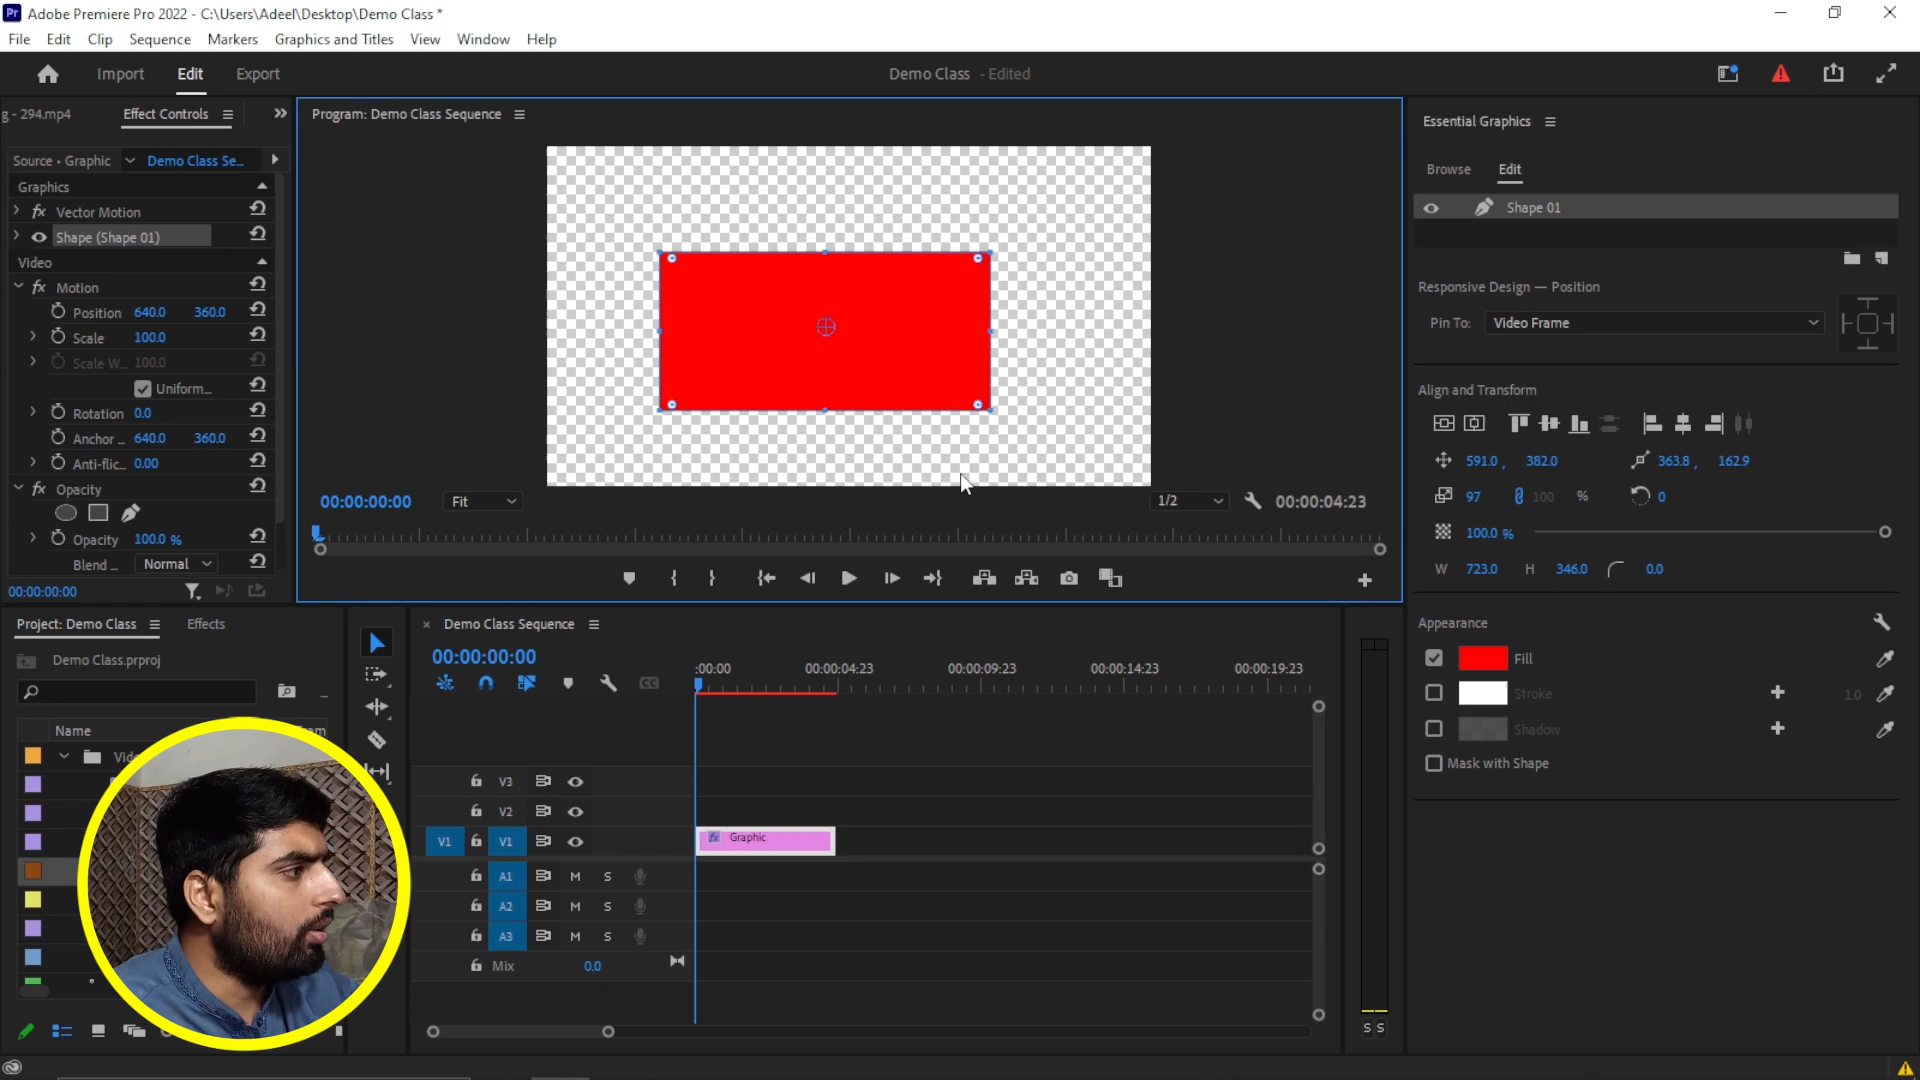 Adobe Premiere Pro 2022 - C:\Users\Adeel\Desktop\Demo Class *
File Edit Clip Sequence Markers Graphics and Titles View Window Help
Import Edit Export
Demo Class - Edited
g - 294.mp4
Effect Controls
Program: Demo Class Sequence
Essential Graphics
Browse Edit
Source • Graphic
Demo Class Se...
Graphics
fx Vector Motion
Shape (Shape 01)
Video
fx Motion
Position 640.0 360.0
Scale 100.0
Scale W... 100.0
Uniform...
Rotation 0.0
Anchor ... 640.0 360.0
Anti-flic... 0.00
fx Opacity
Opacity 100.0 %
Blend ... Normal
00:00:00:00
00:00:00:00
Fit
1/2
00:00:04:23
Shape 01
Responsive Design — Position
Pin To: Video Frame
Align and Transform
591.0 , 382.0
363.8 , 162.9
97 100 %
0
100.0 %
W 723.0 H 346.0 0.0
Appearance
Fill
Stroke 1.0
Shadow
Mask with Shape
Project: Demo Class
Effects
Demo Class.prproj
Name
Demo Class Sequence
00:00:00:00
:00:00 00:00:04:23 00:00:09:23 00:00:14:23 00:00:19:23
V3
V2
V1 V1
fx Graphic
A1 M S
A2 M S
A3 M S
Mix 0.0
S S